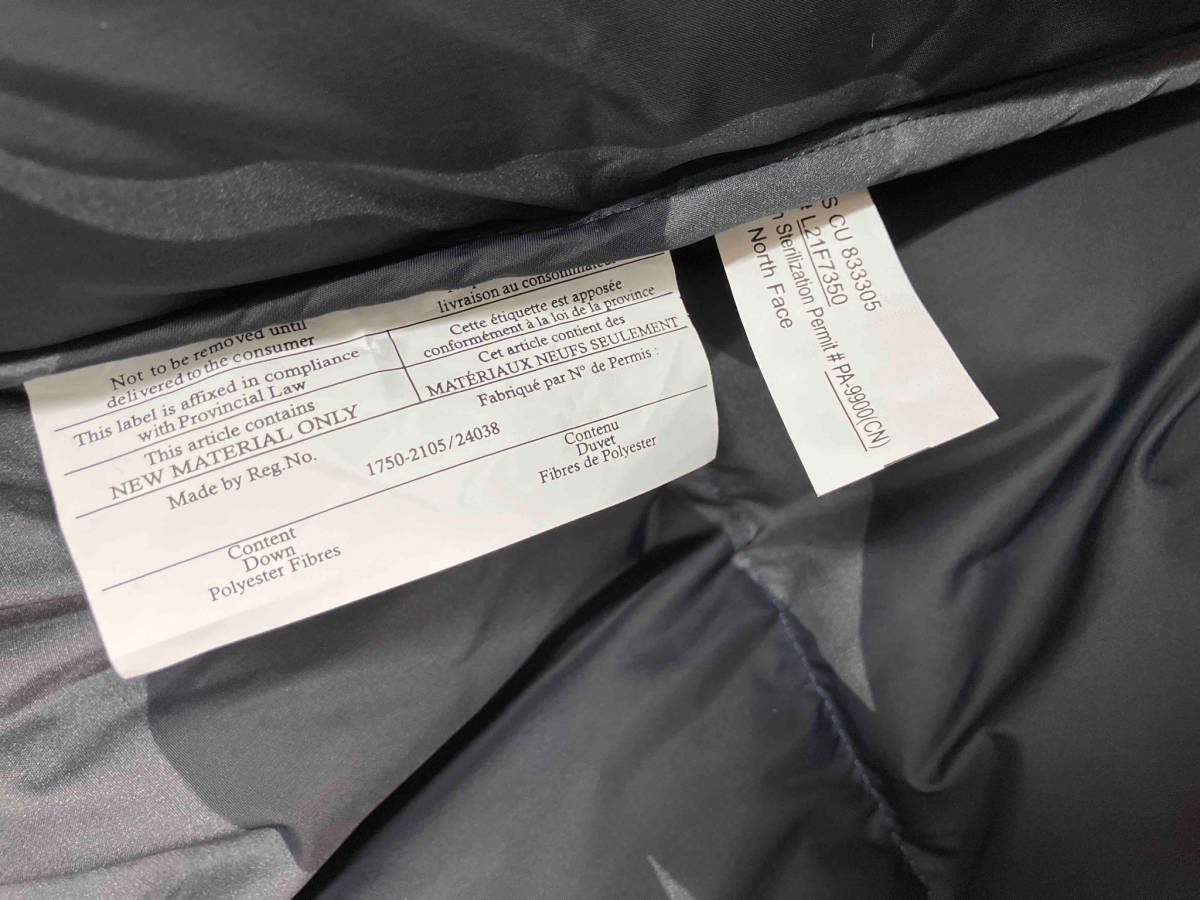 Not to be removed until
delivered to the consumer
This label is affixed in compliance
with Provincial Law
This article contains
NEW MATERIAL ONLY
Made by Reg.No.
1750-2105/24038
Content
Down
Polyester Fibres
livraison au consommateur
Cette étiquette est apposée
conformément à la loi de la province
Cet article contient des
MATÉRIAUX NEUFS SEULEMENT
Fabriqué par N° de Permis :
Contenu
Duvet
Fibres de Polyester
S CU 833305
# L21F7350
n Sterilization Permit # PA-9900(CN)
North Face